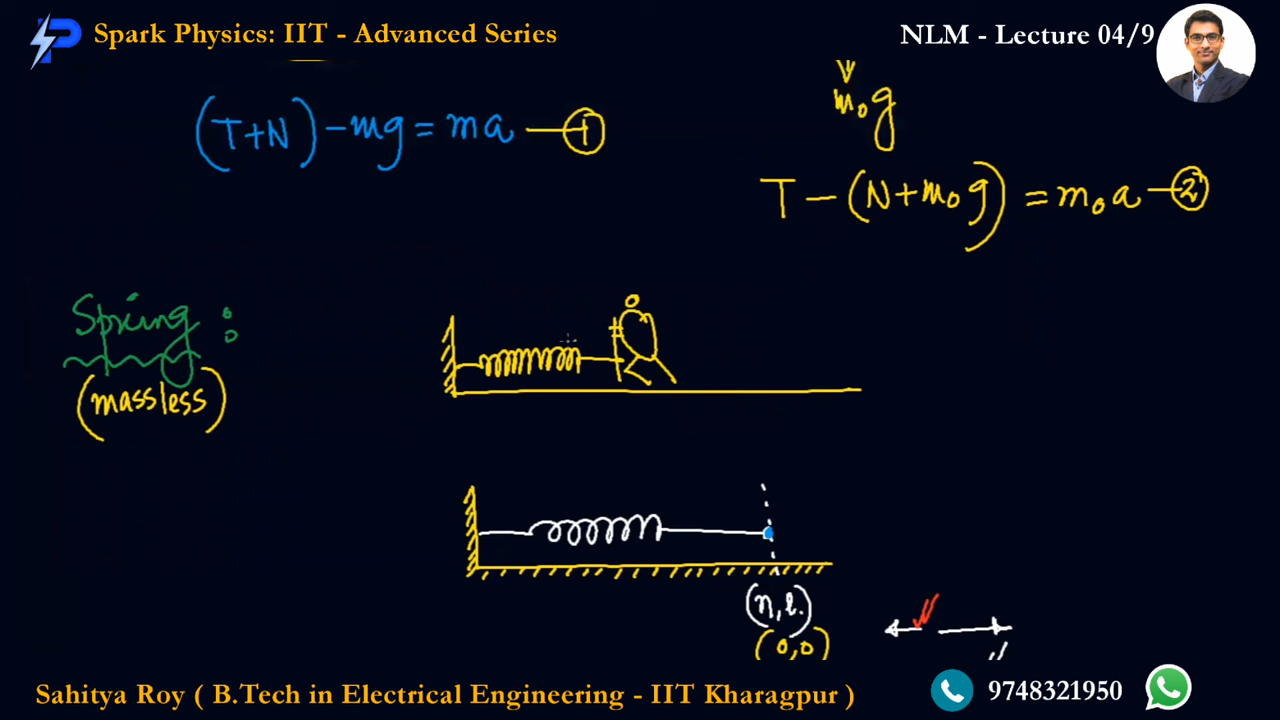 Spark Physics: IIT - Advanced Series
NLM - Lecture 04/9
m₀g
(T+N) - mg = ma — ①
T - (N+m₀g) = m₀a — ②
Spring :
(massless)
(n,l.)
(0,0)
Sahitya Roy ( B.Tech in Electrical Engineering - IIT Kharagpur )
9748321950